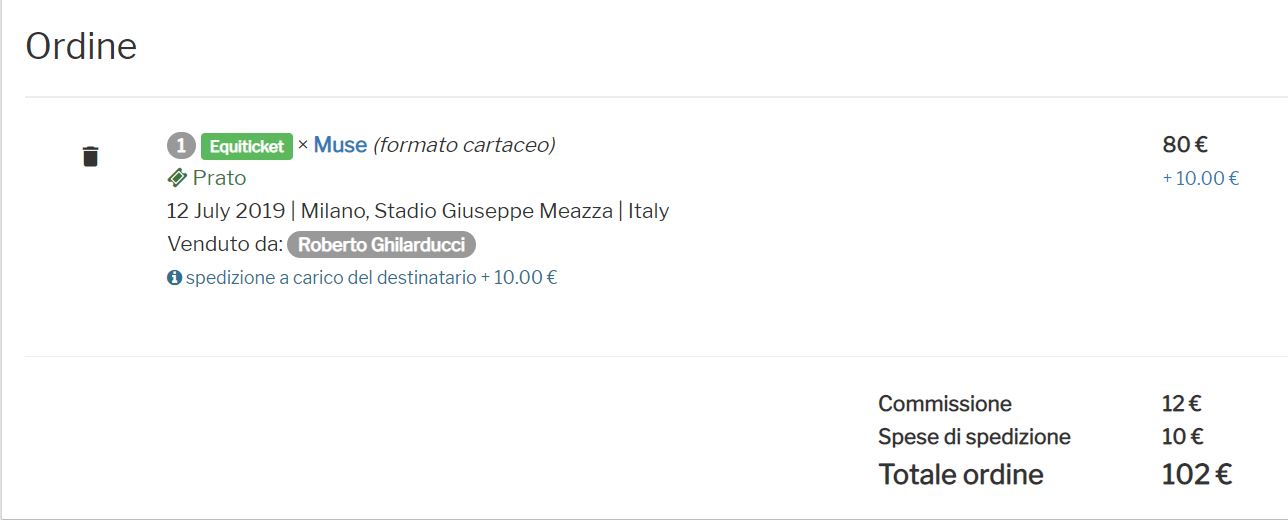 Ordine
1 Equiticket × Muse (formato cartaceo) 80 €
Prato + 10.00 €
12 July 2019 | Milano, Stadio Giuseppe Meazza | Italy
Venduto da: Roberto Ghilarducci
spedizione a carico del destinatario + 10.00 €
Commissione 12 €
Spese di spedizione 10 €
Totale ordine 102 €